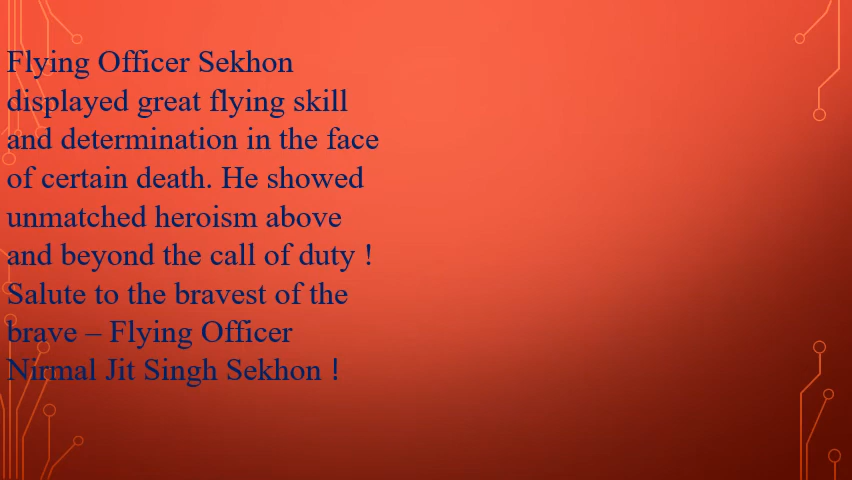 Flying Officer Sekhon
displayed great flying skill
and determination in the face
of certain death. He showed
unmatched heroism above
and beyond the call of duty !
Salute to the bravest of the
brave – Flying Officer
Nirmal Jit Singh Sekhon !